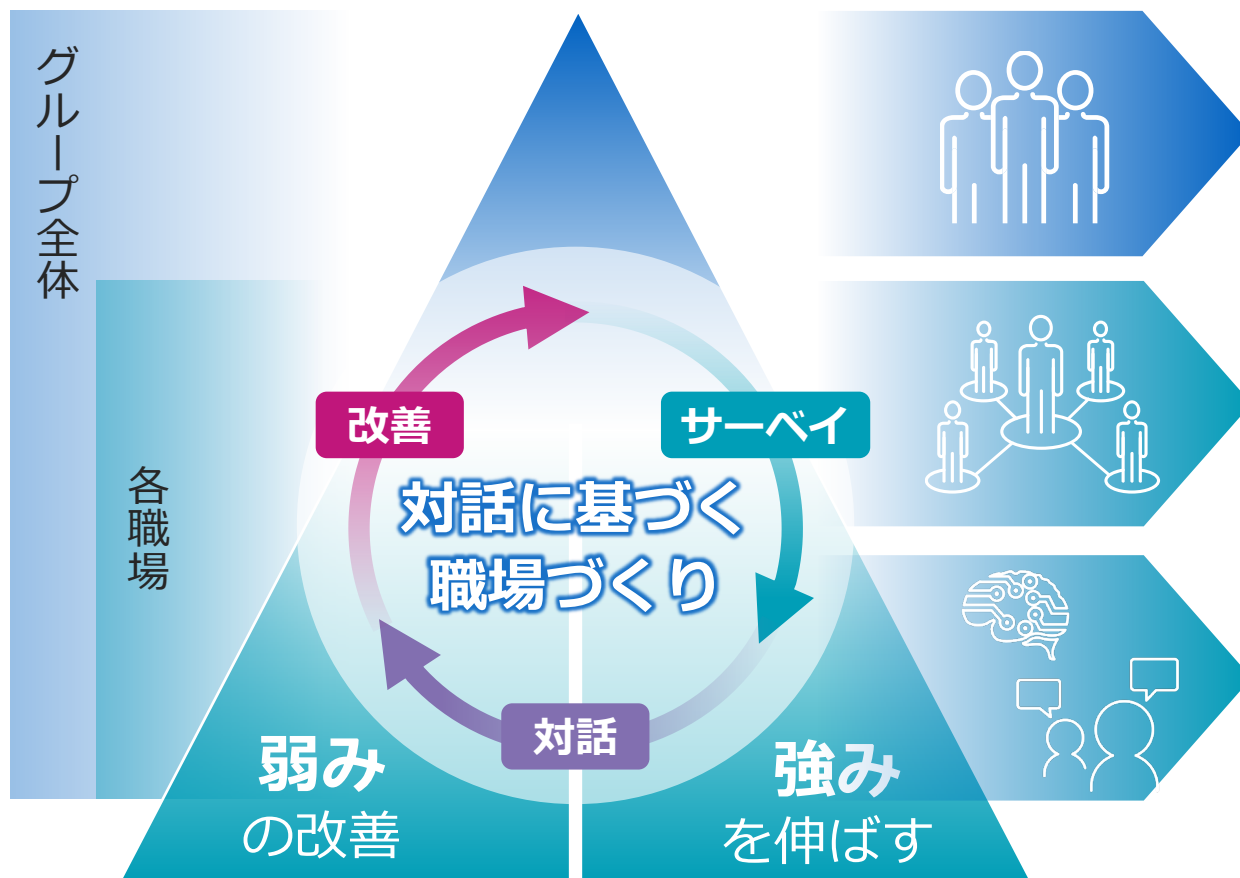 グループ全体
各職場
改善
サーベイ
対話に基づく
職場づくり
対話
弱み
の改善
強み
を伸ばす